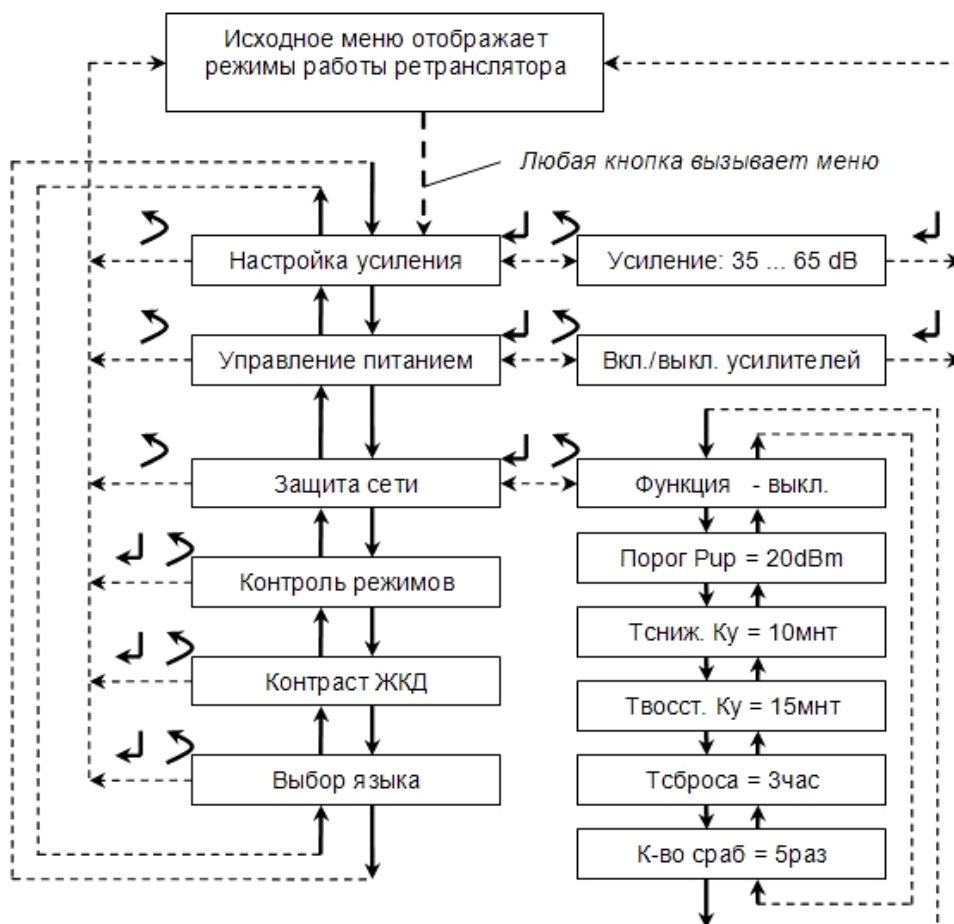 Исходное меню отображает
режимы работы ретранслятора
Любая кнопка вызывает меню
Настройка усиления
Усиление: 35 ... 65 dB
Управление питанием
Вкл./выкл. усилителей
Защита сети
Функция - выкл.
Контроль режимов
Порог Pup = 20dBm
Тсниж. Ку = 10мнт
Контраст ЖКД
Твосст. Ку = 15мнт
Выбор языка
Тсброса = 3час
К-во сраб = 5раз